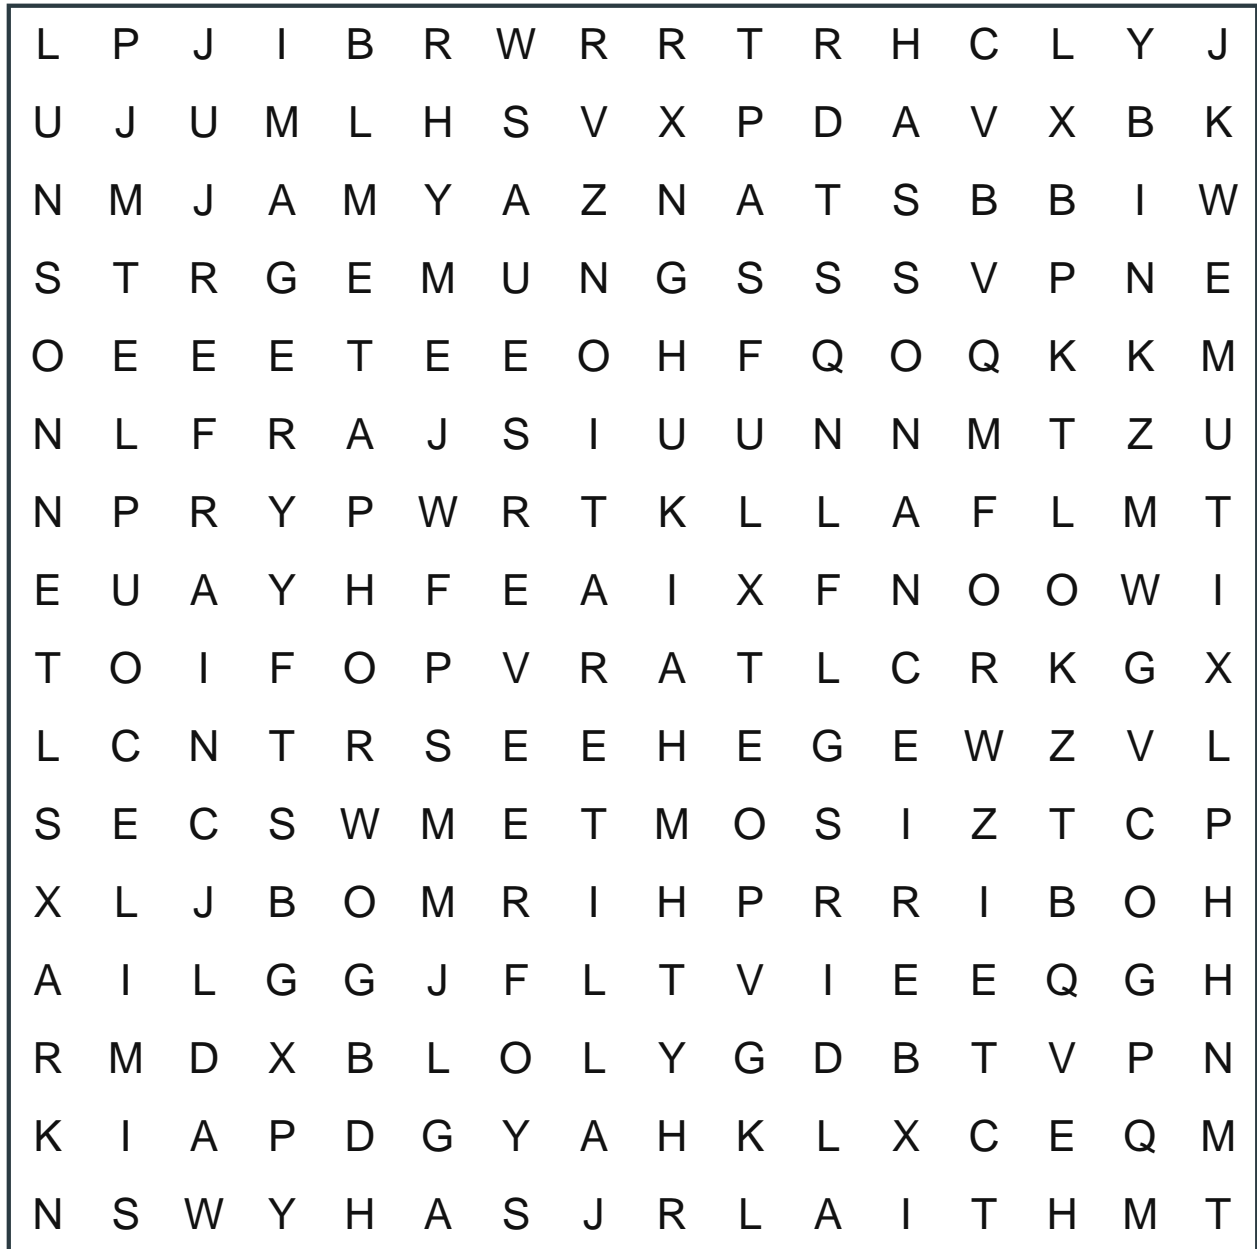 L P J I B R W R R T R H C L Y J
U J U M L H S V X P D A V X B K
N M J A M Y A Z N A T S B B I W
S T R G E M U N G S S S V P N E
O E E E T E E O H F Q O Q K K M
N L F R A J S I U U N N M T Z U
N P R Y P W R T K L L A F L M T
E U A Y H F E A I X F N O O W I
T O I F O P V R A T L C R K G X
L C N T R S E E H E G E W Z V L
S E C S W M E T M O S I Z T C P
X L J B O M R I H P R R I B O H
A I L G G J F L T V I E E Q G H
R M D X B L O L Y G D B T V P N
K I A P D G Y A H K L X C E Q M
N S W Y H A S J R L A I T H M T